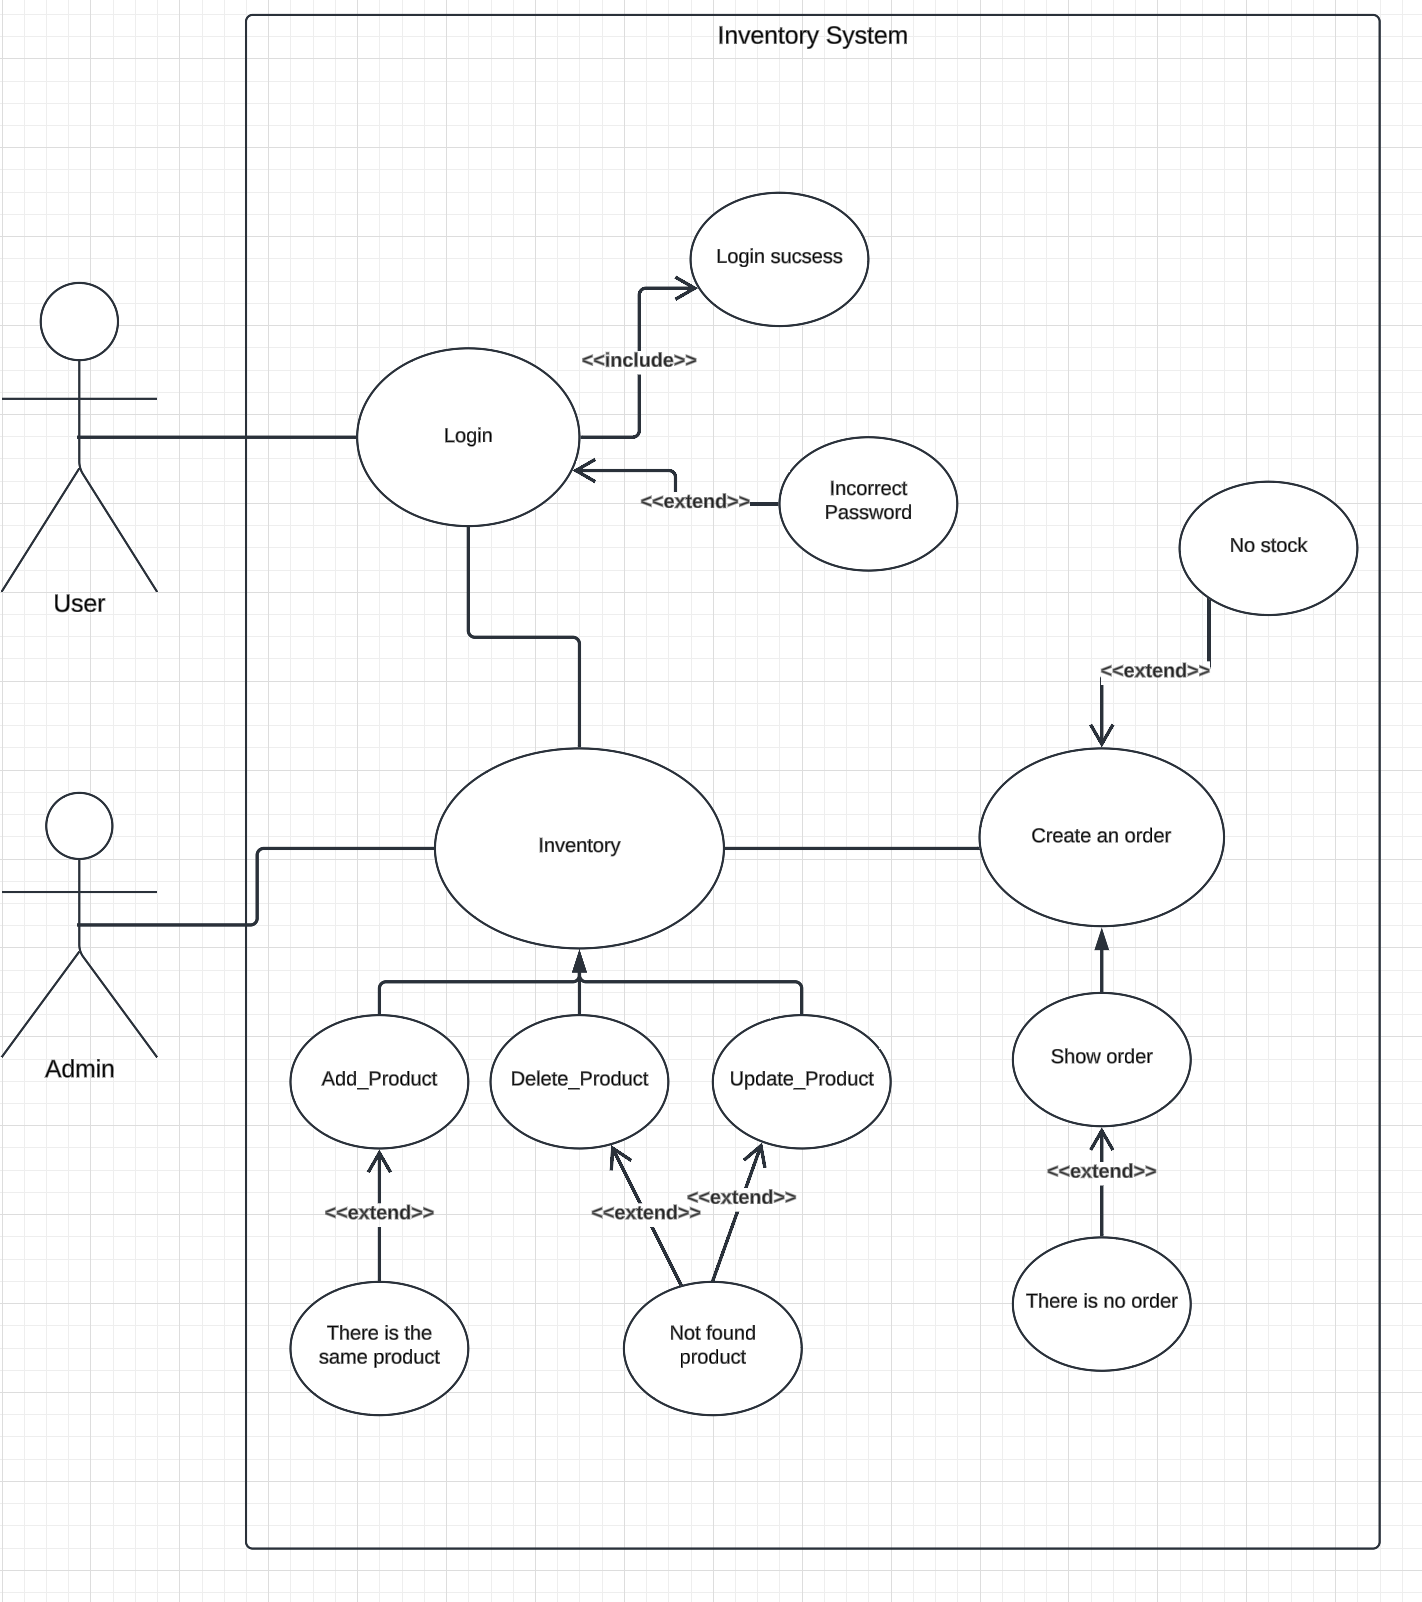 Inventory System
Login sucsess
<<include>>
Login
Incorrect
Password
<<extend>>
No stock
User
<<extend>>
Inventory
Create an order
Admin
Add_Product
Delete_Product
Update_Product
Show order
<<extend>>
<<extend>>
<<extend>>
<<extend>>
There is the
same product
Not found
product
There is no order